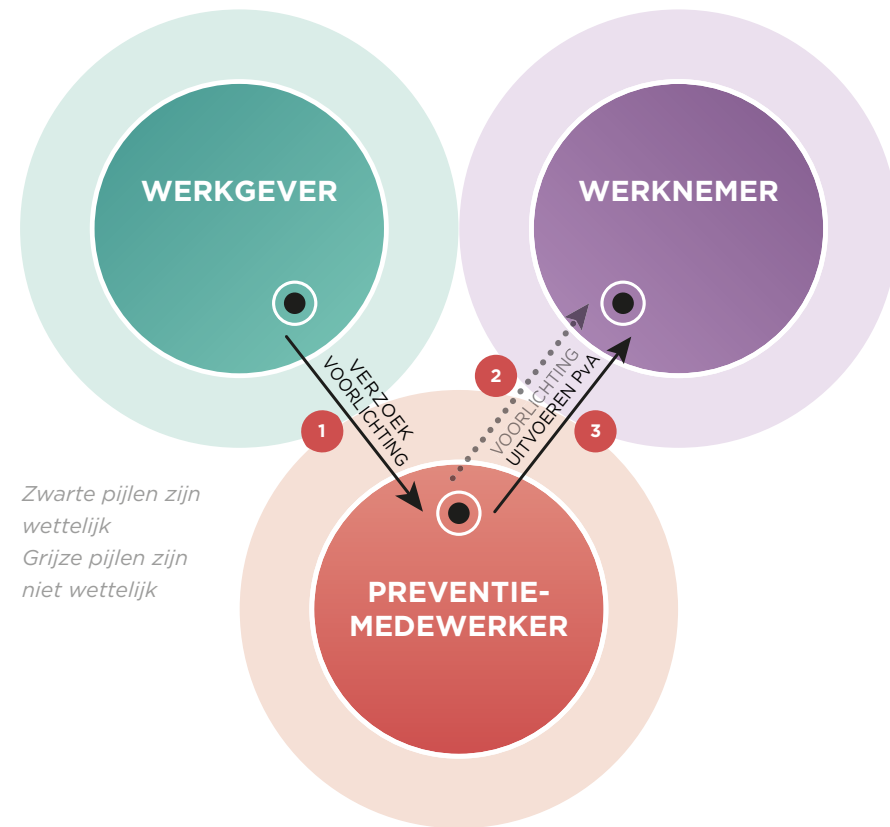 WERKGEVER
WERKNEMER
VERZOEK
VOORLICHTING
1
2
VOORLICHTING
UITVOEREN PvA
3
Zwarte pijlen zijn
wettelijk
Grijze pijlen zijn
niet wettelijk
PREVENTIE-
MEDEWERKER